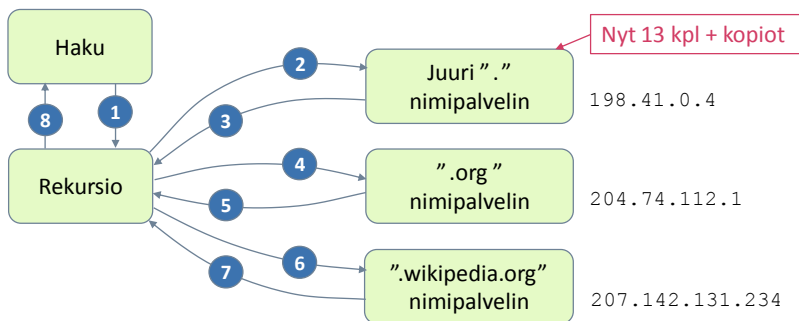 Nyt 13 kpl + kopiot
Haku
2
Juuri ”.”
nimipalvelin
198.41.0.4
8
1
3
Rekursio
4
”.org ”
nimipalvelin
204.74.112.1
5
6
7
”.wikipedia.org”
nimipalvelin
207.142.131.234